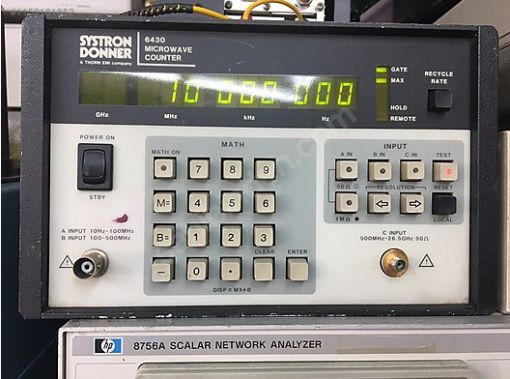 SYSTRON
DONNER
A THORN EMI company
6430
MICROWAVE
COUNTER
10 000 000
GHz MHz kHz Hz
GATE
MAX
HOLD
REMOTE
RECYCLE
RATE
POWER ON
STBY
MATH
MATH ON
7 8 9
M= 4 5 6
B= 1 2 3
CLEAR ENTER
- 0 .
DISP = MX+B
INPUT
A IN B IN C IN TEST
50Ω
RESOLUTION RESET
1MΩ
LOCAL
A INPUT 10Hz-100MHz
B INPUT 100-500MHz
C INPUT
500MHz-26.5GHz 50Ω
hp 8756A SCALAR NETWORK ANALYZER